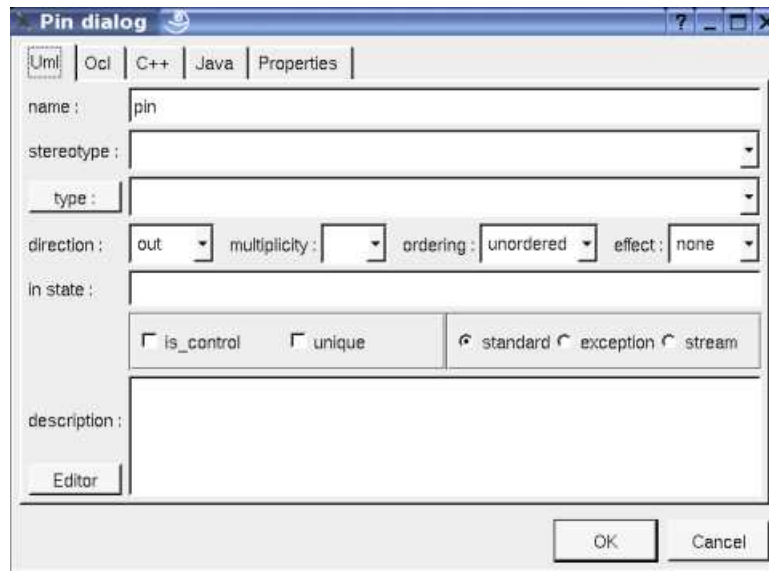 Pin dialog
Uml Ocl C++ Java Properties
name : pin
stereotype :
type :
direction : out multiplicity : ordering : unordered effect : none
in state :
is_control unique standard exception stream
description :
Editor
OK Cancel